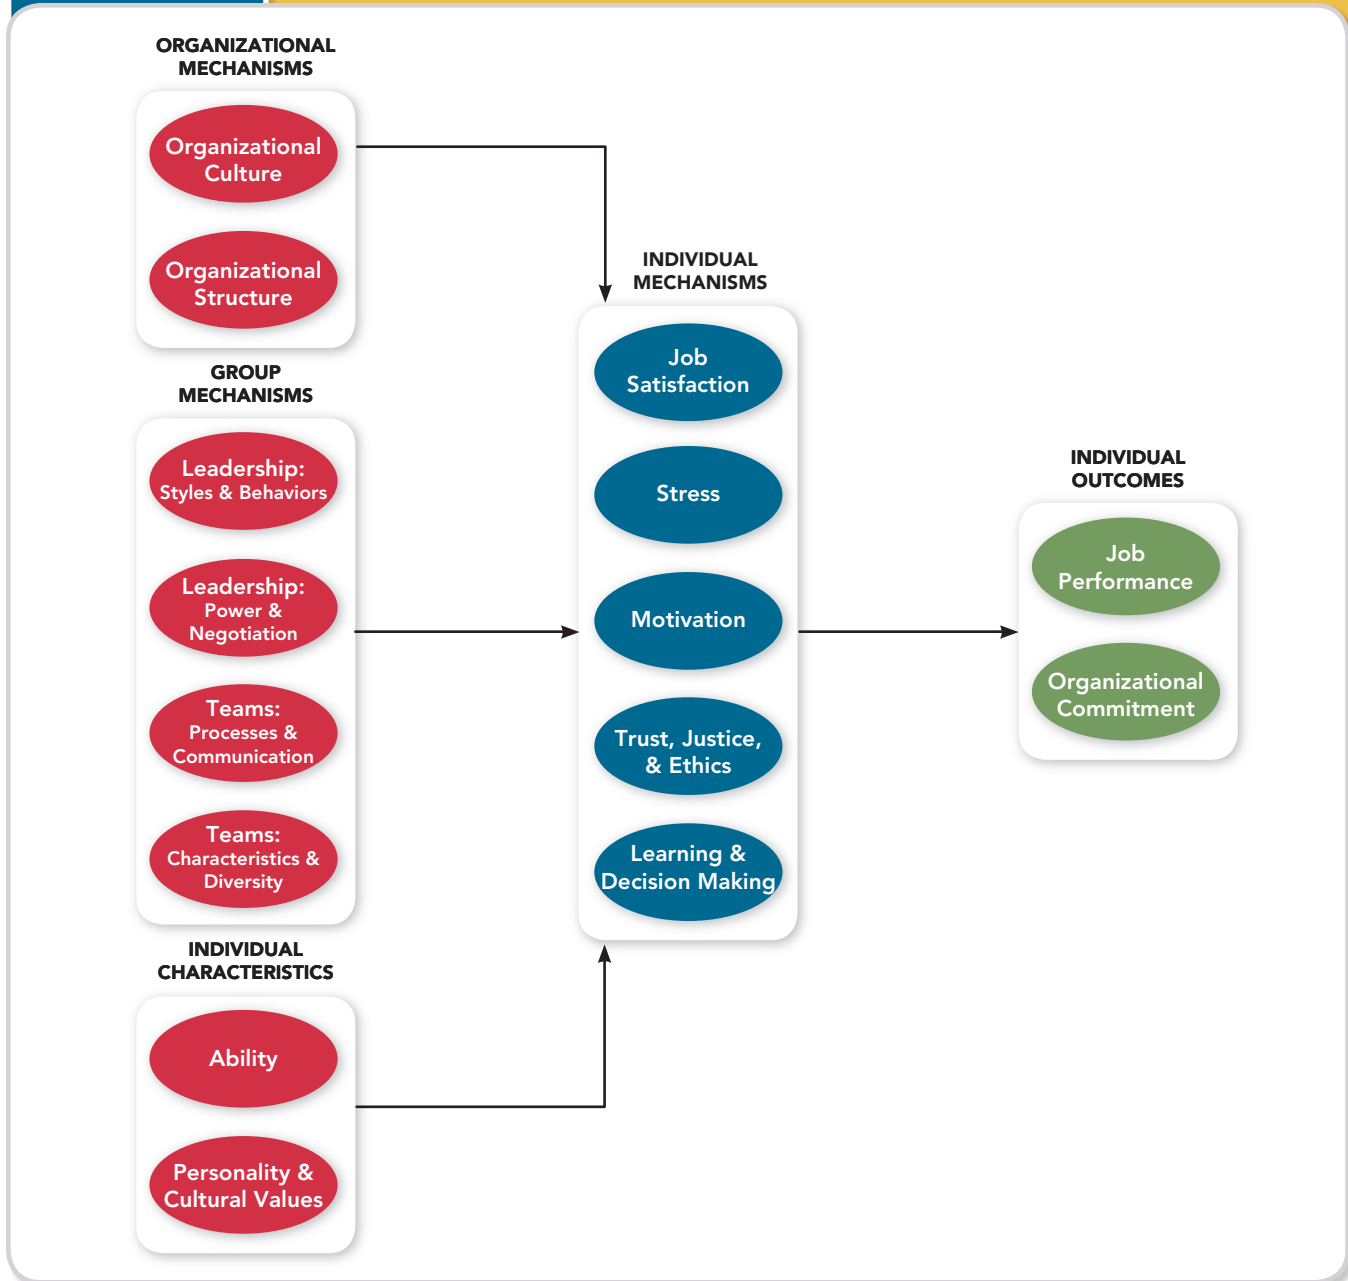 ORGANIZATIONAL
MECHANISMS
Organizational
Culture
Organizational
Structure
GROUP
MECHANISMS
Leadership:
Styles & Behaviors
Leadership:
Power &
Negotiation
Teams:
Processes &
Communication
Teams:
Characteristics &
Diversity
INDIVIDUAL
CHARACTERISTICS
Ability
Personality &
Cultural Values
INDIVIDUAL
MECHANISMS
Job
Satisfaction
Stress
Motivation
Trust, Justice,
& Ethics
Learning &
Decision Making
INDIVIDUAL
OUTCOMES
Job
Performance
Organizational
Commitment